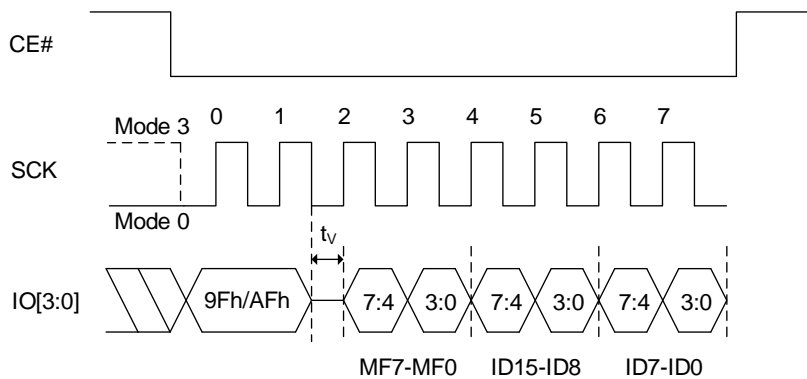 CE#
Mode 3 0 1 2 3 4 5 6 7
SCK
Mode 0
tV
IO[3:0] 9Fh/AFh 7:4 3:0 7:4 3:0 7:4 3:0
MF7-MF0 ID15-ID8 ID7-ID0